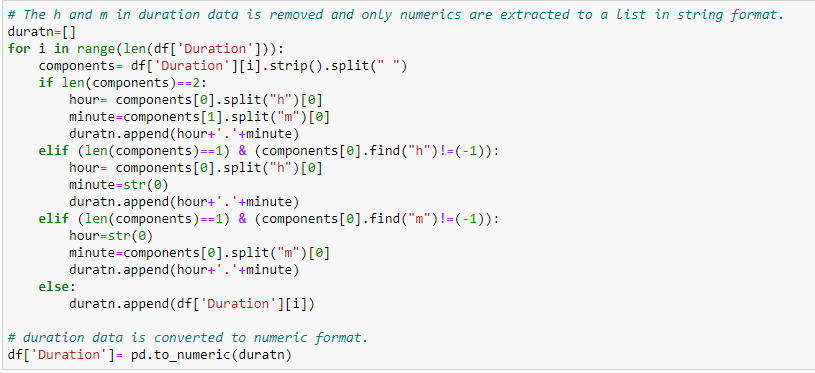 # The h and m in duration data is removed and only numerics are extracted to a list in string format.
duratn=[]
for i in range(len(df['Duration'])):
    components= df['Duration'][i].strip().split(" ")
    if len(components)==2:
        hour= components[0].split("h")[0]
        minute=components[1].split("m")[0]
        duratn.append(hour+'.'+minute)
    elif (len(components)==1) & (components[0].find("h")!=(-1)):
        hour= components[0].split("h")[0]
        minute=str(0)
        duratn.append(hour+'.'+minute)
    elif (len(components)==1) & (components[0].find("m")!=(-1)):
        hour=str(0)
        minute=components[0].split("m")[0]
        duratn.append(hour+'.'+minute)
    else:
        duratn.append(df['Duration'][i])

# duration data is converted to numeric format.
df['Duration']= pd.to_numeric(duratn)